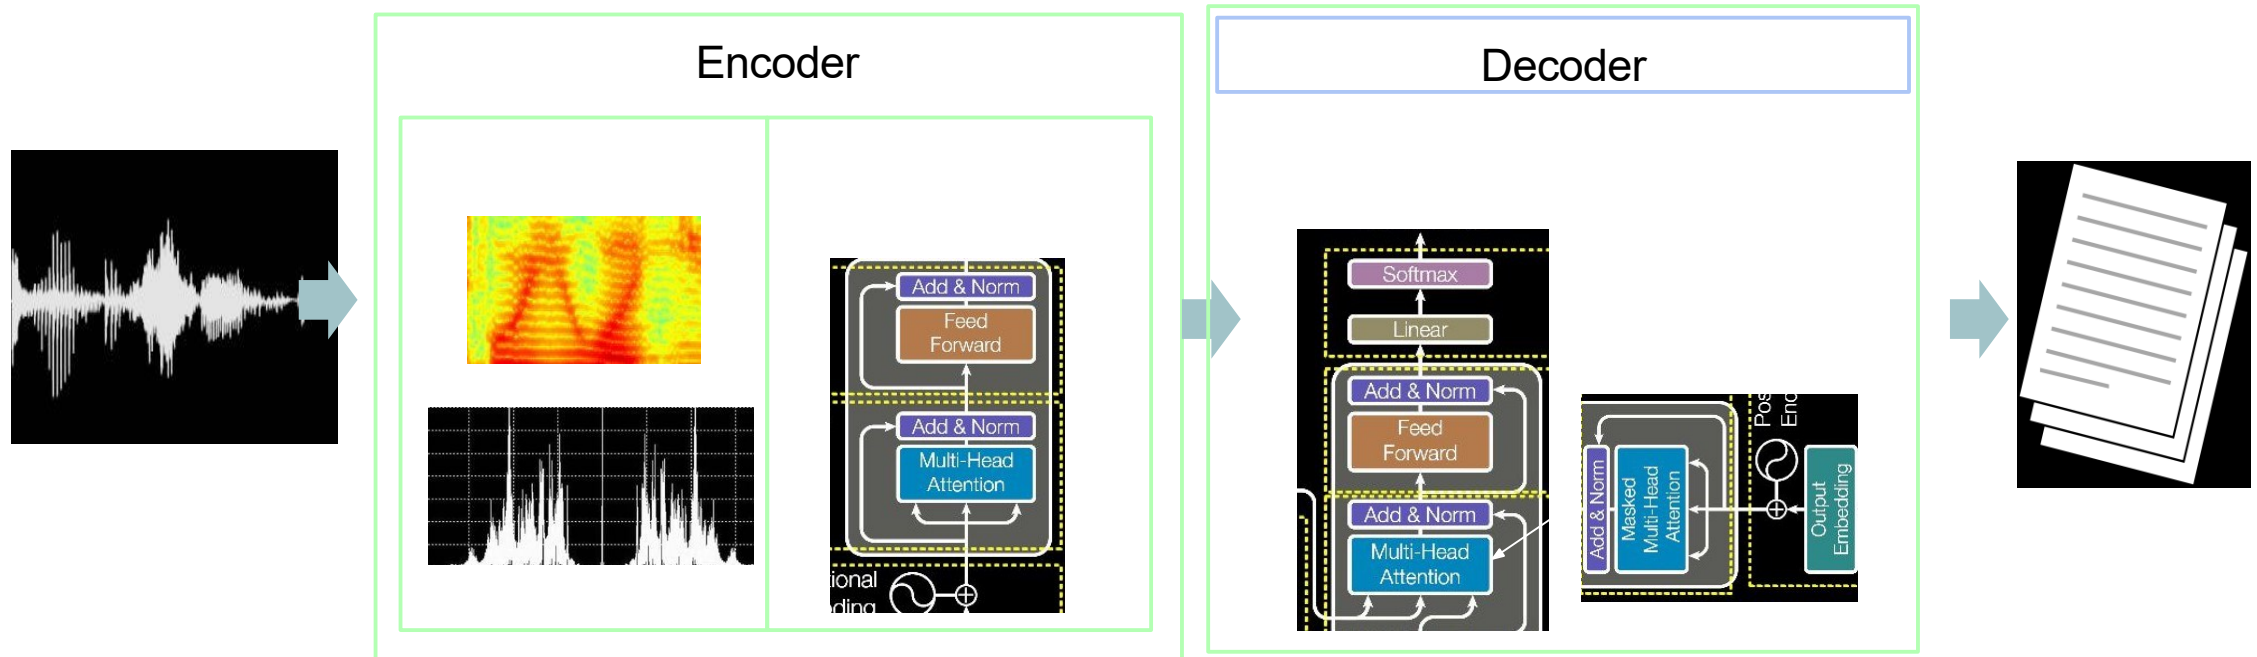 Encoder
Decoder
Add & Norm
Feed
Forward
Add & Norm
Multi-Head
Attention
Softmax
Linear
Add & Norm
Feed
Forward
Add & Norm
Multi-Head
Attention
Add & Norm
Masked
Multi-Head
Attention
Output
Embedding